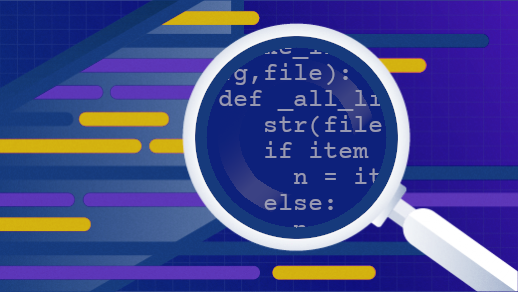 g,file):
def _all_li
str(file
if item
n = it
else:
n